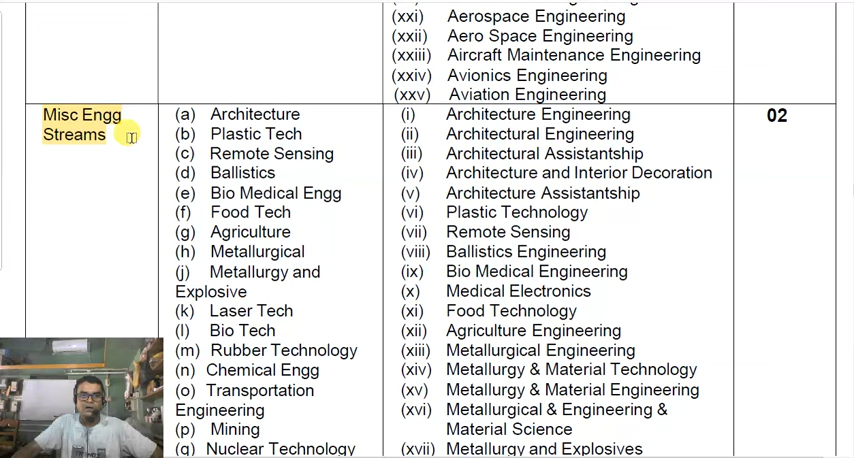 (xxi) Aerospace Engineering
(xxii) Aero Space Engineering
(xxiii) Aircraft Maintenance Engineering
(xxiv) Avionics Engineering
(xxv) Aviation Engineering
Misc Engg
Streams
(a) Architecture
(b) Plastic Tech
(c) Remote Sensing
(d) Ballistics
(e) Bio Medical Engg
(f) Food Tech
(g) Agriculture
(h) Metallurgical
(j) Metallurgy and
Explosive
(k) Laser Tech
(l) Bio Tech
(m) Rubber Technology
(n) Chemical Engg
(o) Transportation
Engineering
(p) Mining
(q) Nuclear Technology
(i) Architecture Engineering
(ii) Architectural Engineering
(iii) Architectural Assistantship
(iv) Architecture and Interior Decoration
(v) Architecture Assistantship
(vi) Plastic Technology
(vii) Remote Sensing
(viii) Ballistics Engineering
(ix) Bio Medical Engineering
(x) Medical Electronics
(xi) Food Technology
(xii) Agriculture Engineering
(xiii) Metallurgical Engineering
(xiv) Metallurgy & Material Technology
(xv) Metallurgy & Material Engineering
(xvi) Metallurgical & Engineering &
Material Science
(xvii) Metallurgy and Explosives
02